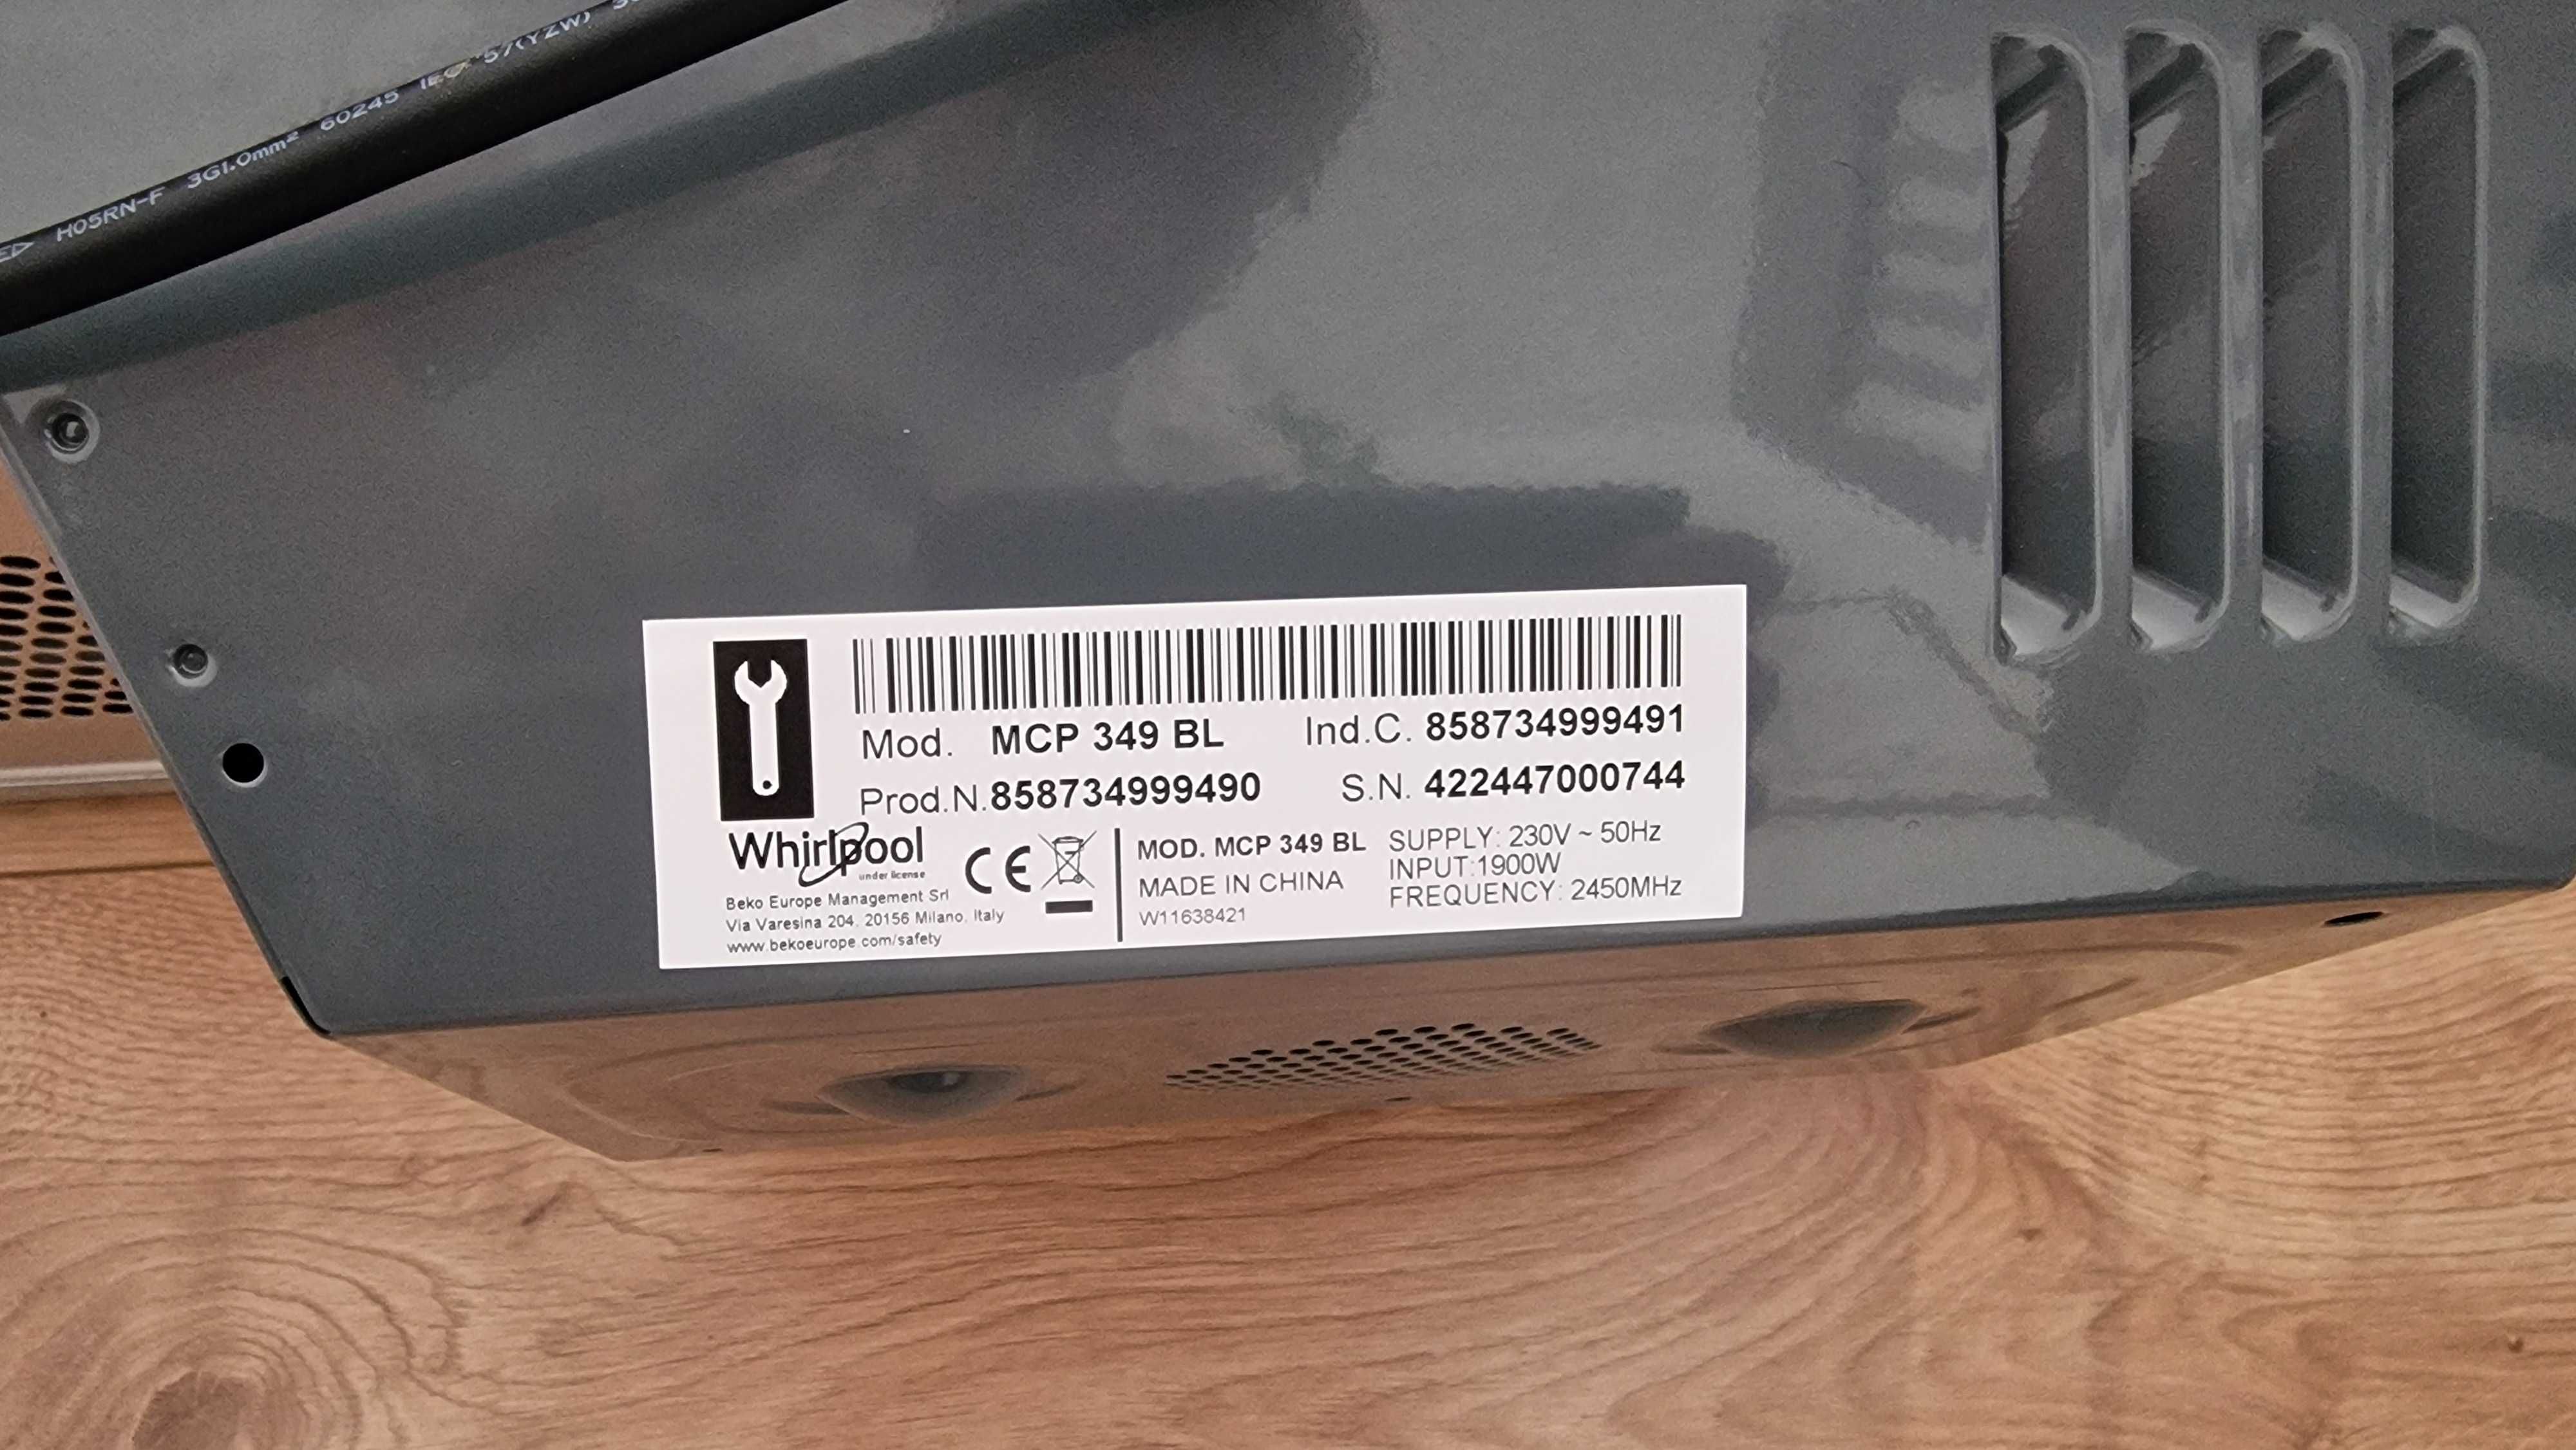 H05RN-F 3G1.0mm² 60245 IEC 57(YZW)
Mod. MCP 349 BL Ind.C. 858734999491
Prod.N.858734999490 S.N. 422447000744
Whirlpool
under license
Beko Europe Management Srl
Via Varesina 204. 20156 Milano. Italy
www.bekoeurope.com/safety
CE
MOD. MCP 349 BL
MADE IN CHINA
W11638421
SUPPLY: 230V ~ 50Hz
INPUT:1900W
FREQUENCY: 2450MHz